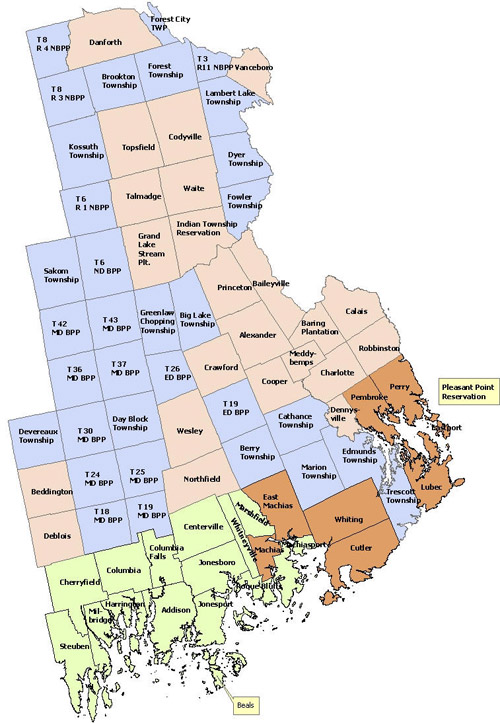 Forest City
TWP
T 8
R 4 NBPP
Danforth
T 3
R11 NBPP
Vanceboro
Forest
Township
Brookton
Township
T 8
R 3 NBPP
Lambert Lake
Township
Codyville
Topsfield
Kossuth
Township
Dyer
Township
Waite
Talmadge
T 6
R 1 NBPP
Fowler
Township
Indian Township
Reservation
Grand
Lake
Stream
Plt.
T 6
ND BPP
Sakom
Township
Princeton
Baileyville
T 42
MD BPP
T 43
MD BPP
Greenlaw
Chopping
Township
Big Lake
Township
Calais
Baring
Plantation
Alexander
Robbinston
Meddy-
bemps
T 36
MD BPP
T 37
MD BPP
T 26
ED BPP
Crawford
Charlotte
Cooper
Perry
Pleasant Point
Reservation
Pembroke
T 19
ED BPP
Dennys-
ville
Cathance
Township
Day Block
Township
Devereaux
Township
T 30
MD BPP
Wesley
Eastport
Berry
Township
Edmunds
Township
Marion
Township
T 24
MD BPP
T 25
MD BPP
Northfield
Beddington
Lubec
Trescott
Township
T 18
MD BPP
T 19
MD BPP
East
Machias
Marshfield
Whiting
Centerville
Whitneyville
Deblois
Columbia
Falls
Machias
Machiasport
Cutler
Jonesboro
Columbia
Cherryfield
Roque Bluffs
Harrington
Mil-
bridge
Addison
Jonesport
Steuben
Beals